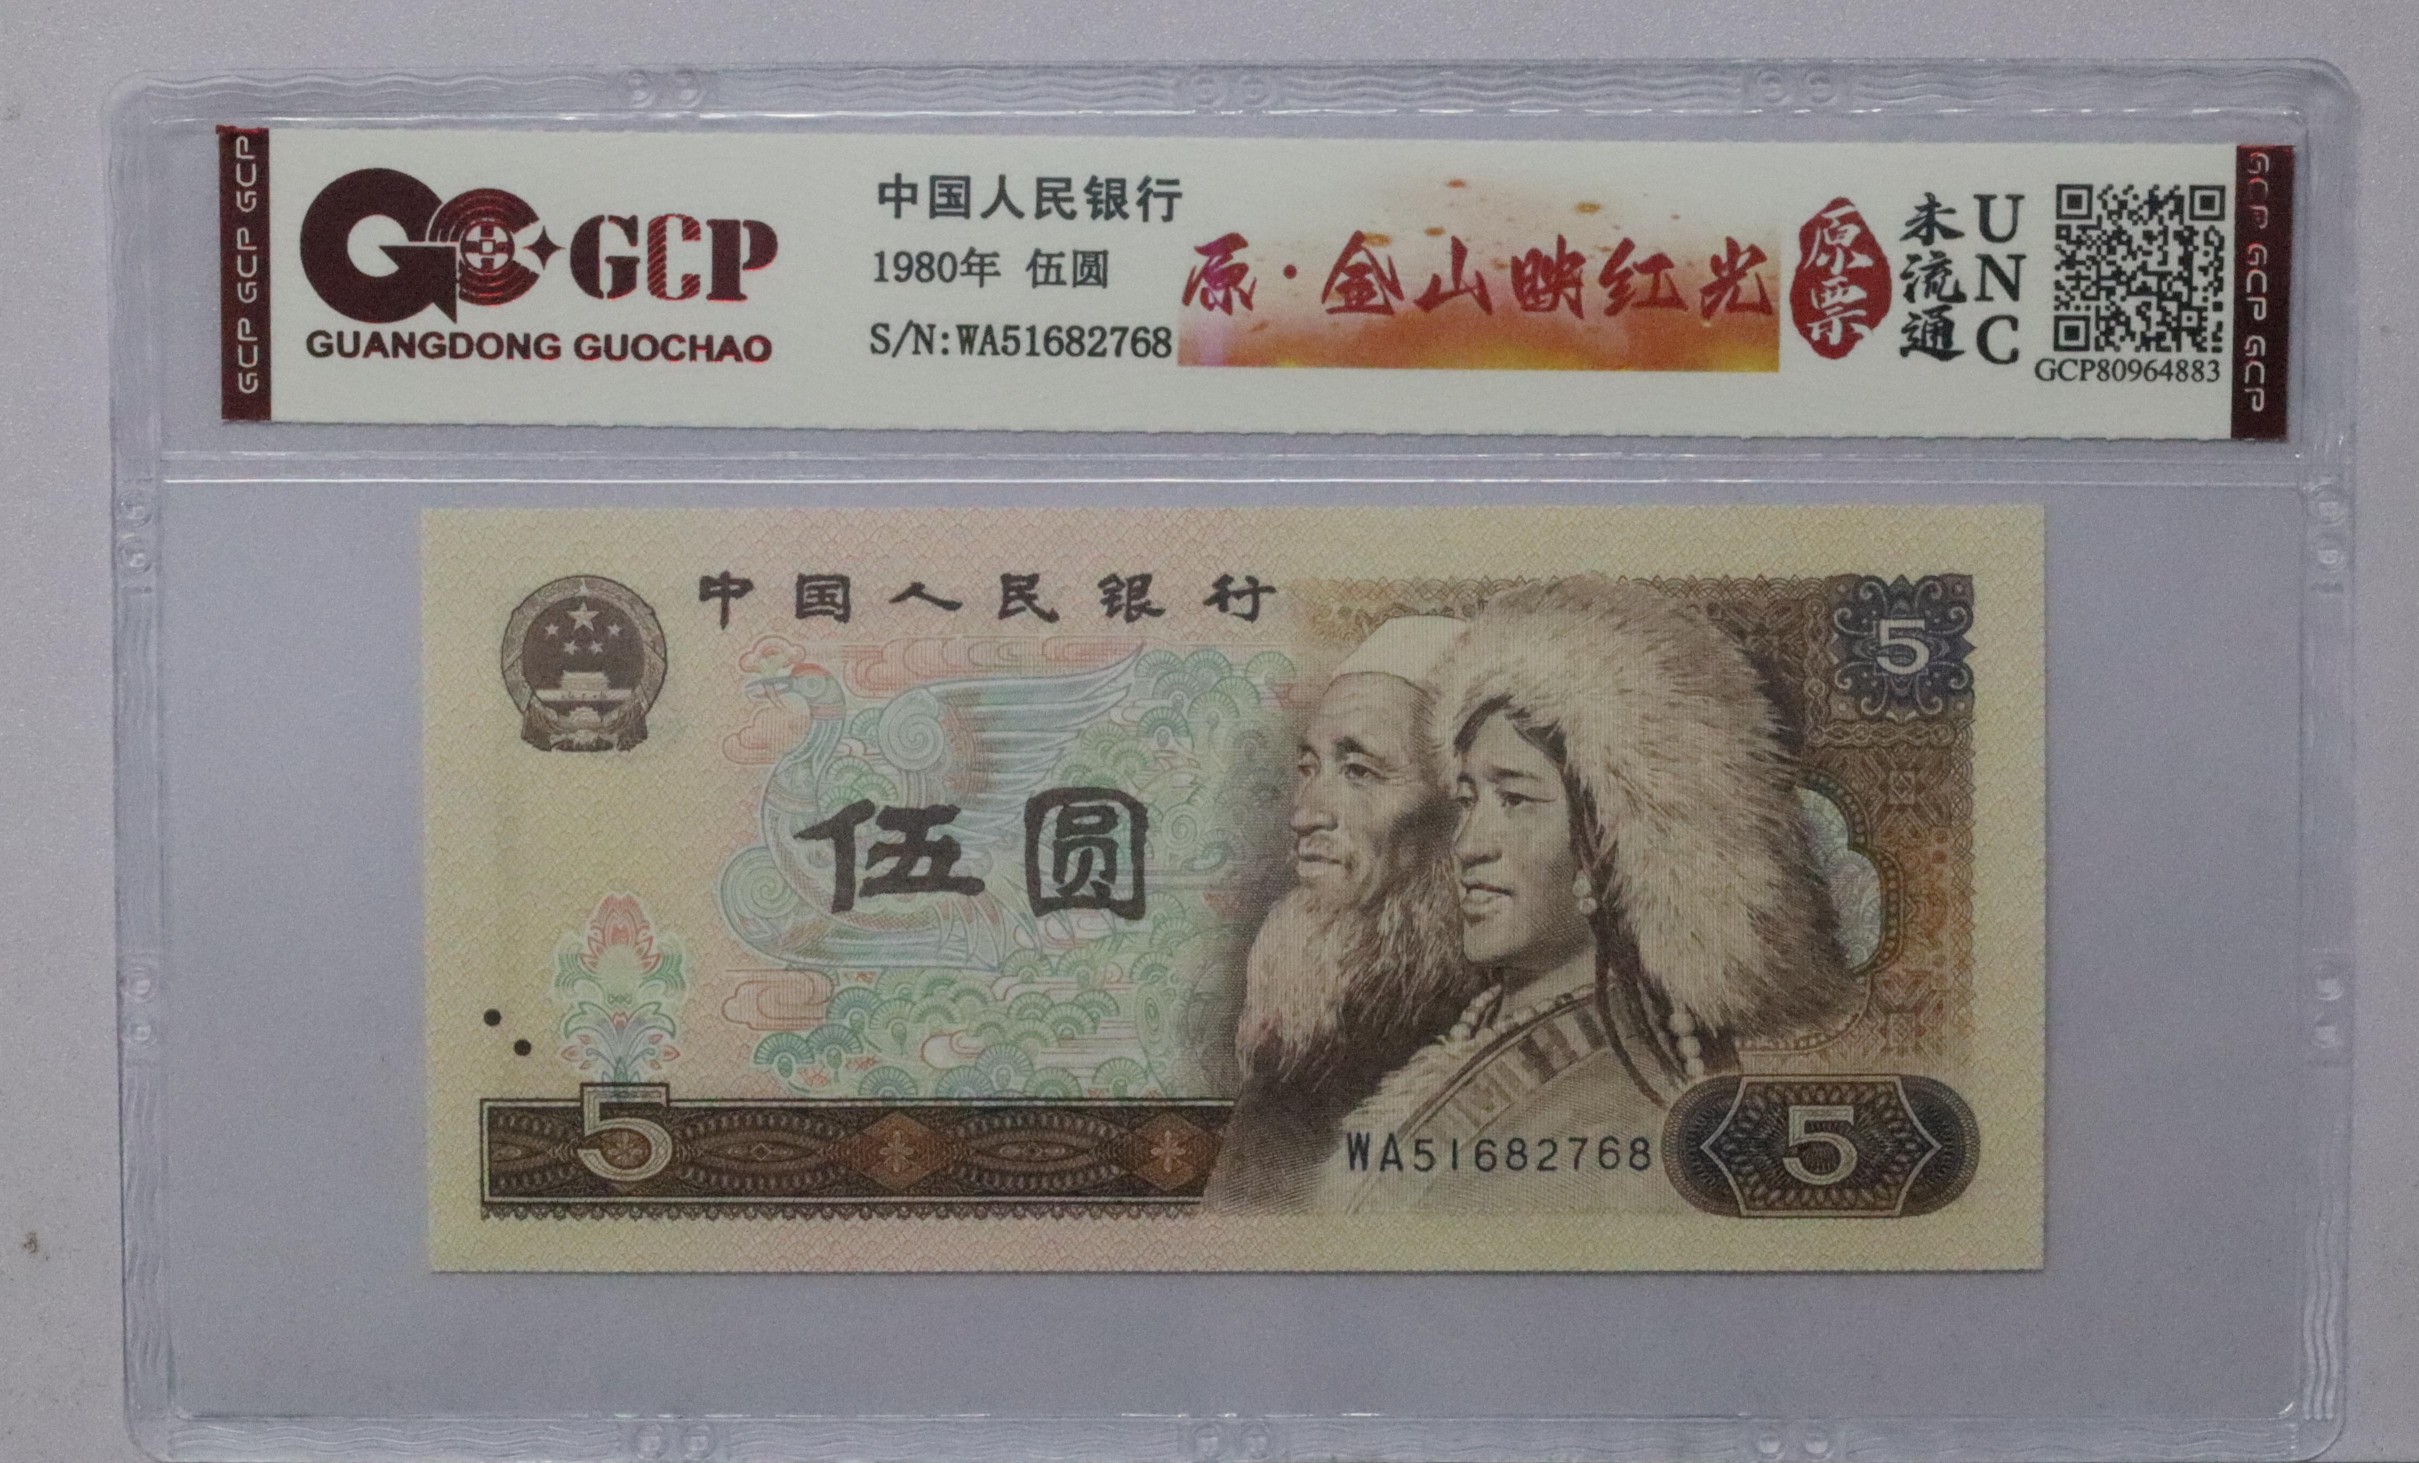 GCP GCP GCP
GCP
GUANGDONG GUOCHAO
中国人民银行
1980年 伍圆
S/N:WA51682768
原·金山映红光
原票
未流通
UNC
GCP80964883
GCP GCP GCP
中国人民银行
5
伍圆
5
WA51682768
5